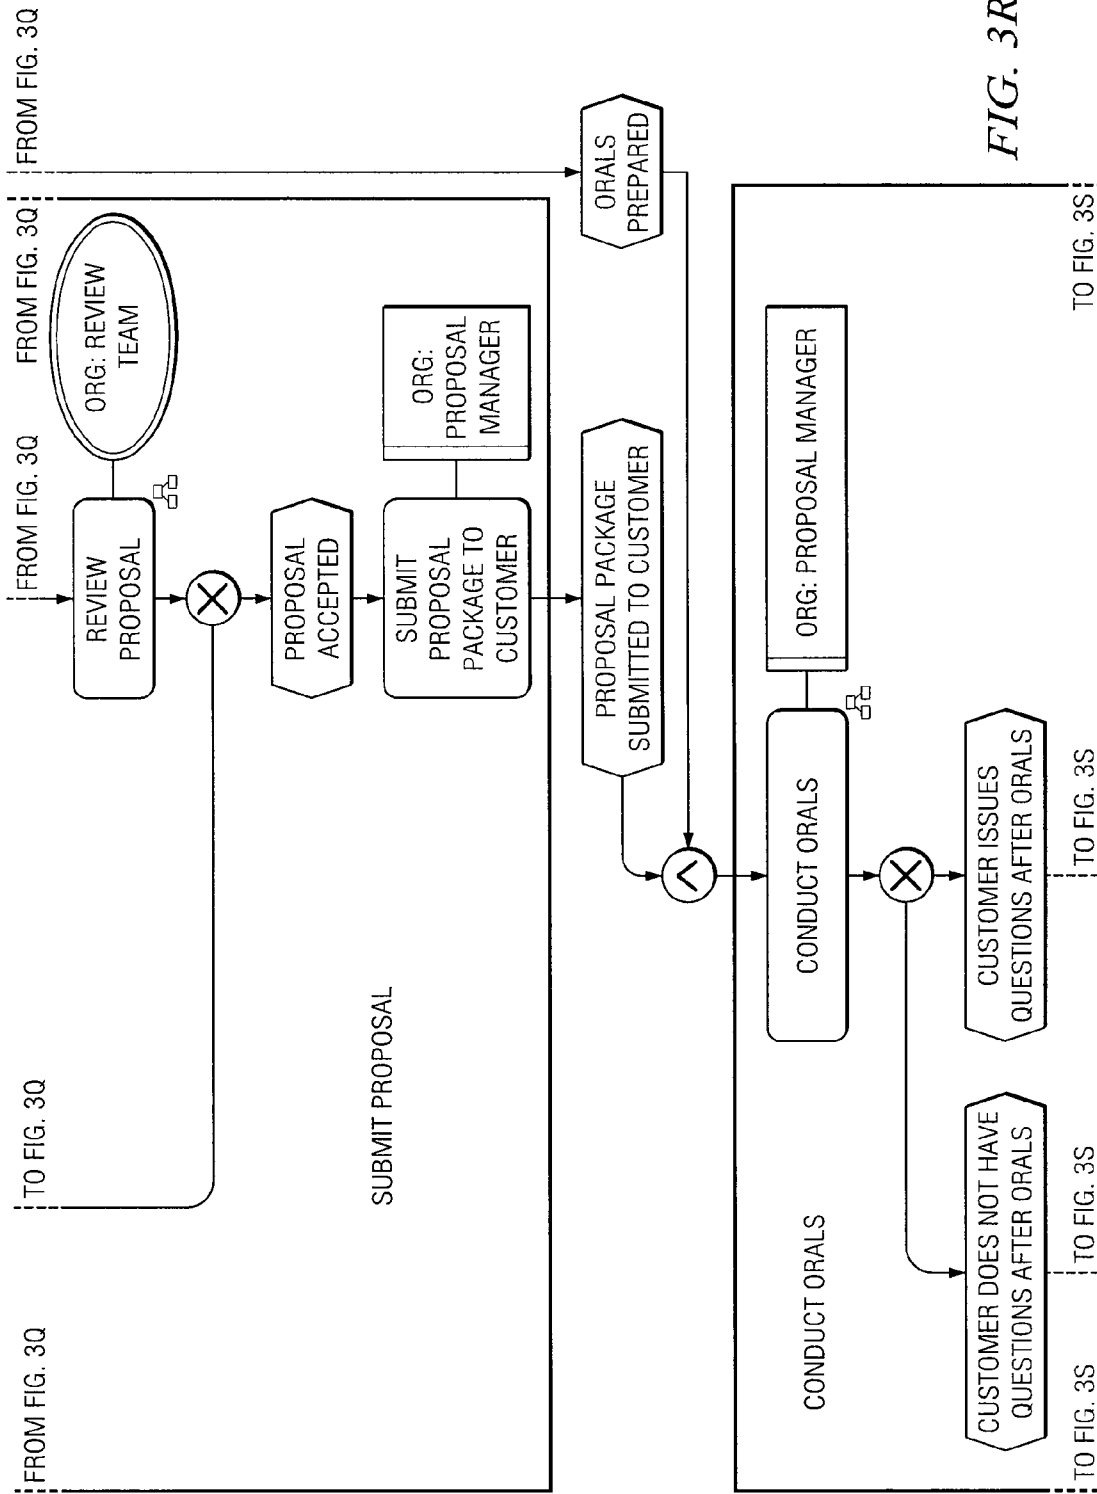 FROM FIG. 3Q
TO FIG. 3Q
FROM FIG. 3Q
FROM FIG. 3Q
FROM FIG. 3Q
REVIEW
PROPOSAL
ORG: REVIEW
TEAM
PROPOSAL
ACCEPTED
SUBMIT PROPOSAL
SUBMIT
PROPOSAL
PACKAGE TO
CUSTOMER
ORG:
PROPOSAL
MANAGER
PROPOSAL PACKAGE
SUBMITTED TO CUSTOMER
ORALS
PREPARED
CONDUCT ORALS
CONDUCT ORALS
ORG: PROPOSAL MANAGER
CUSTOMER DOES NOT HAVE
QUESTIONS AFTER ORALS
CUSTOMER ISSUES
QUESTIONS AFTER ORALS
TO FIG. 3S
TO FIG. 3S
TO FIG. 3S
TO FIG. 3S
FIG. 3R